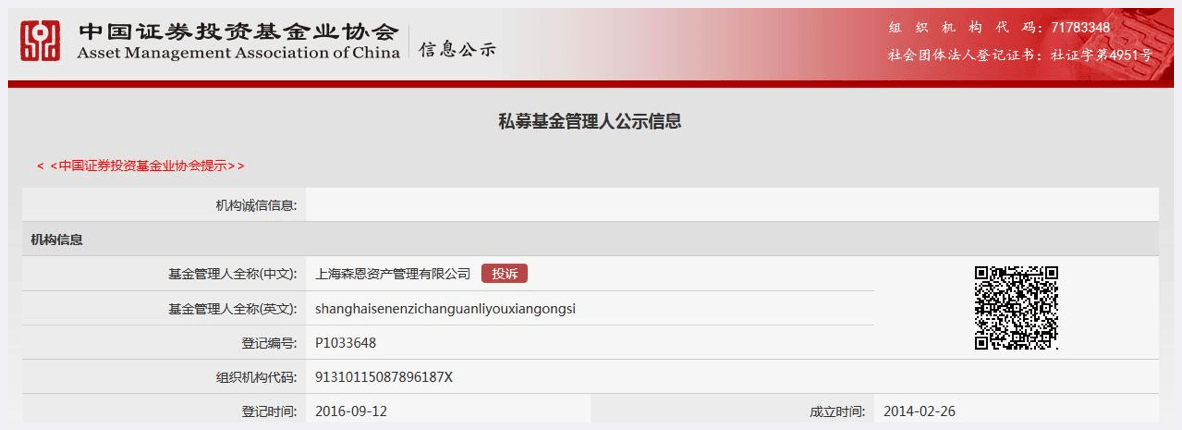 中国证券投资基金业协会
Asset Management Association of China
信息公示
组织机构代码：71783348
社会团体法人登记证书：社证字第4951号
私募基金管理人公示信息
< <中国证券投资基金业协会提示> >
机构诚信信息:
机构信息
基金管理人全称(中文): 上海森恩资产管理有限公司 投诉
基金管理人全称(英文): shanghaisenenzichanguanliyouxiangongsi
登记编号: P1033648
组织机构代码: 91310115087896187X
登记时间: 2016-09-12 成立时间: 2014-02-26